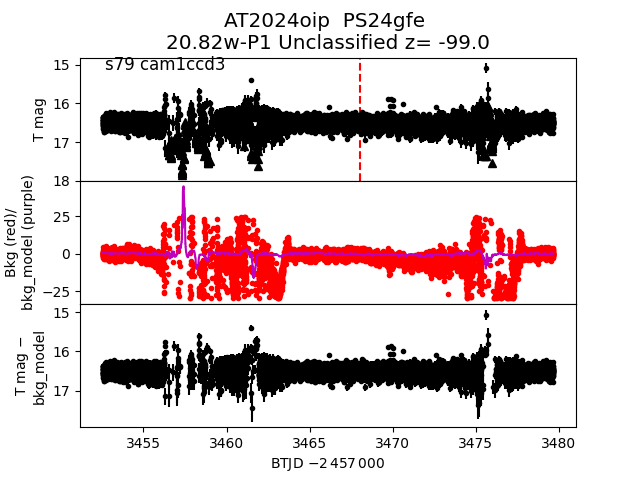 AT2024oip PS24gfe
20.82w-P1 Unclassified z= -99.0
s79 cam1ccd3
T mag
15
16
17
18
Bkg (red)/
bkg_model (purple)
25
0
−25
T mag −
bkg_model
15
16
17
3455
3460
3465
3470
3475
3480
BTJD −2 457 000